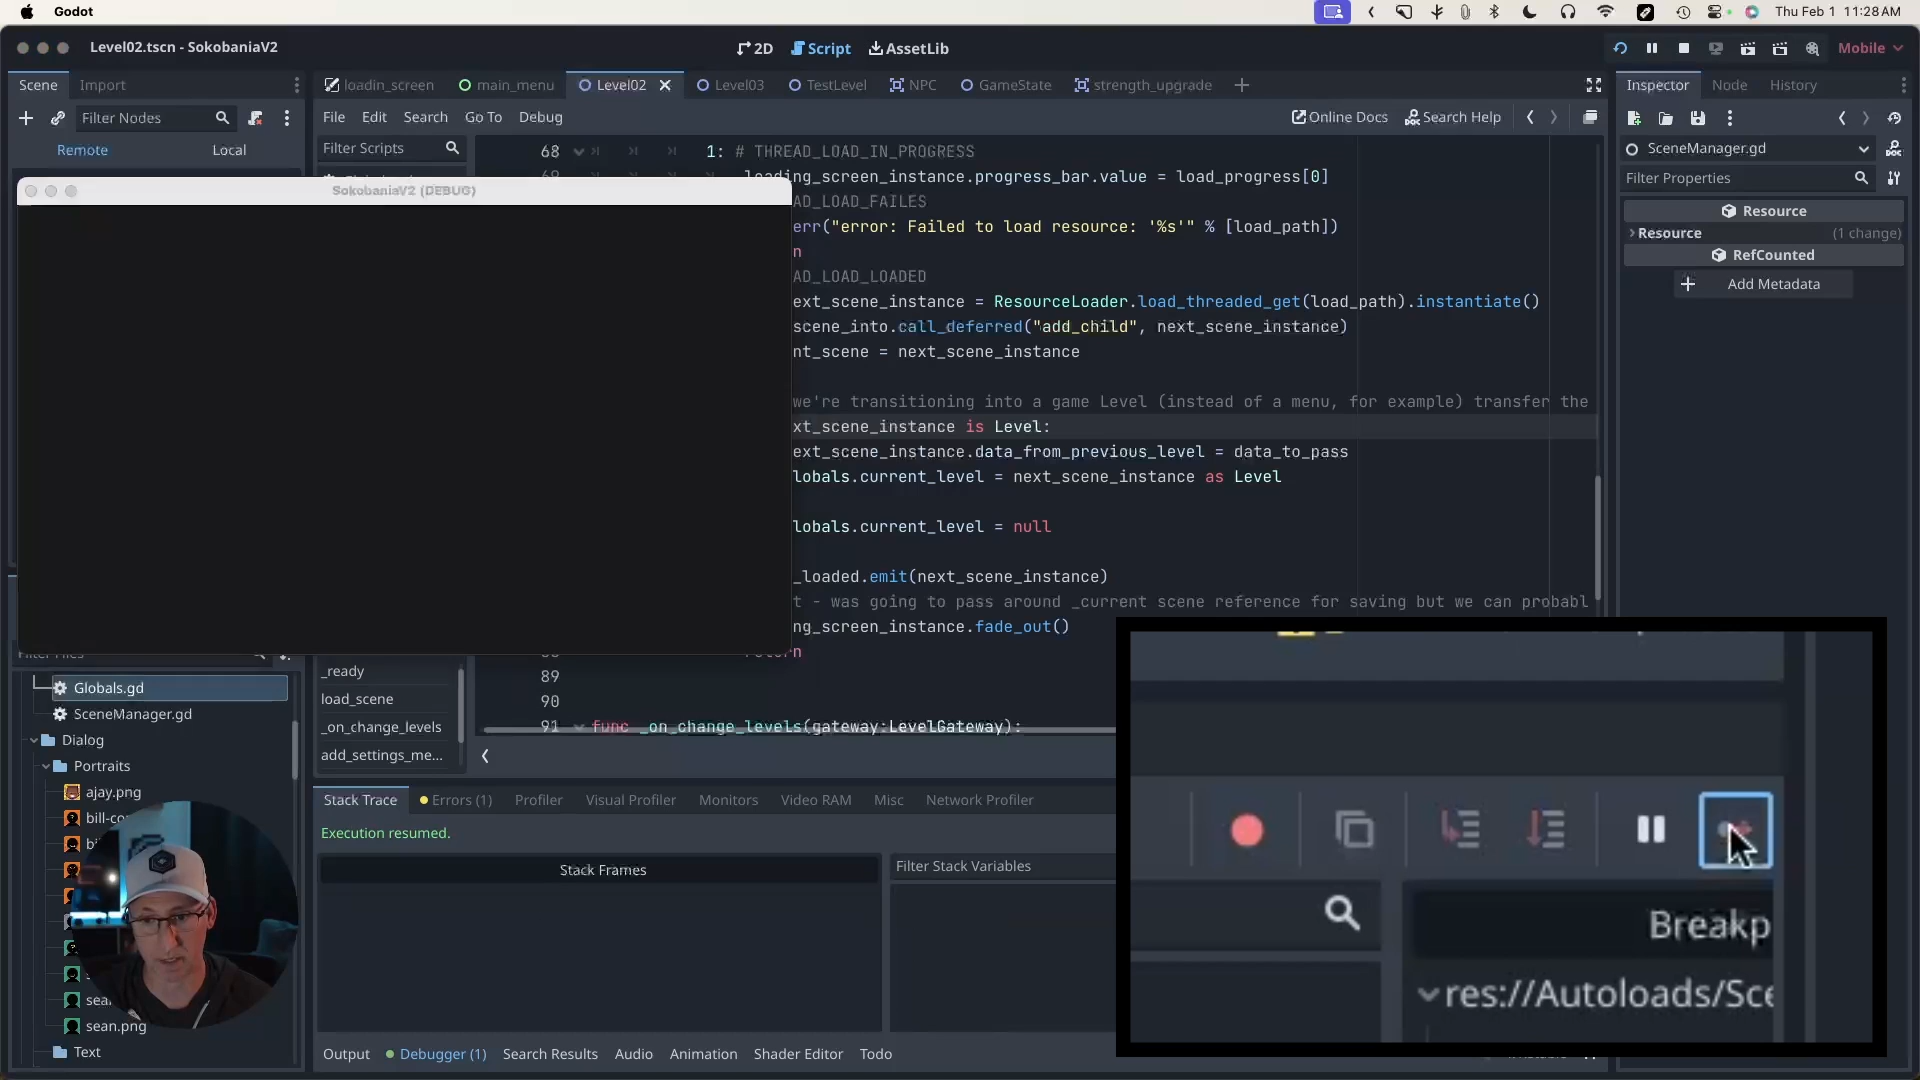 Godot
Thu Feb 1 11:28 AM
Level02.tscn - SokobaniaV2
2D
Script
AssetLib
Mobile
Scene
Import
loadin_screen
main_menu
Level02
Level03
TestLevel
NPC
GameState
strength_upgrade
Inspector
Node
History
Filter Nodes
File
Edit
Search
Go To
Debug
Online Docs
Search Help
Remote
Local
Filter Scripts
SceneManager.gd
Filter Properties
Resource
Resource
(1 change)
RefCounted
Add Metadata
SokobaniaV2 (DEBUG)
68
1: # THREAD_LOAD_IN_PROGRESS
loading_screen_instance.progress_bar.value = load_progress[0]
AD_LOAD_FAILES
err("error: Failed to load resource: '%s'" % [load_path])
n
AD_LOAD_LOADED
ext_scene_instance = ResourceLoader.load_threaded_get(load_path).instantiate()
scene_into.call_deferred("add_child", next_scene_instance)
nt_scene = next_scene_instance
we're transitioning into a game Level (instead of a menu, for example) transfer the
xt_scene_instance is Level:
ext_scene_instance.data_from_previous_level = data_to_pass
lobals.current_level = next_scene_instance as Level
lobals.current_level = null
_loaded.emit(next_scene_instance)
t - was going to pass around _current scene reference for saving but we can probabl
ng_screen_instance.fade_out()
return
89
90
91
func _on_change_levels(gateway:LevelGateway):
_ready
load_scene
_on_change_levels
add_settings_me...
Filter Files
Globals.gd
SceneManager.gd
Dialog
Portraits
ajay.png
bill-co
bi
sea
sean.png
Text
Stack Trace
Errors (1)
Profiler
Visual Profiler
Monitors
Video RAM
Misc
Network Profiler
Execution resumed.
Stack Frames
Filter Stack Variables
Output
Debugger (1)
Search Results
Audio
Animation
Shader Editor
Todo
Breakp
res://Autoloads/Sce